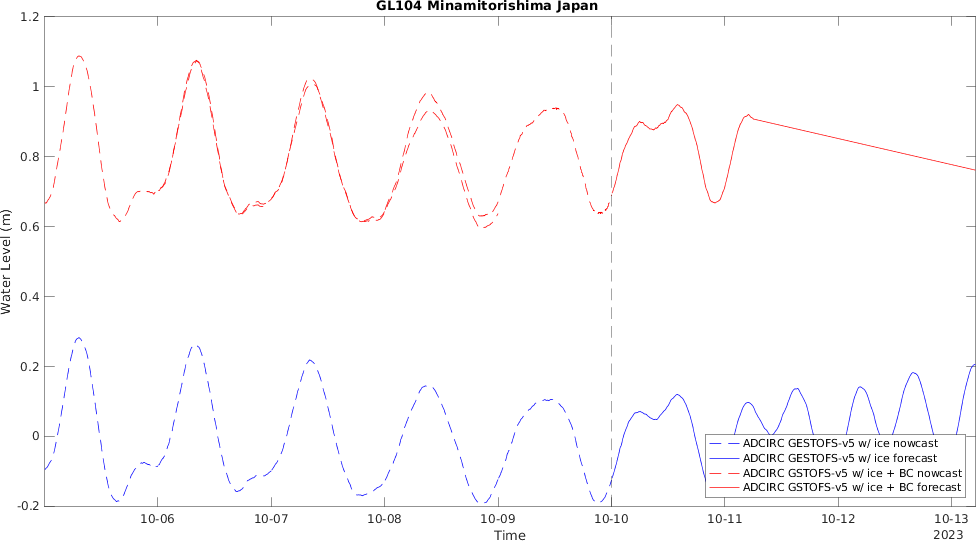 GL104 Minamitorishima Japan
1.2
1
0.8
0.6
0.4
0.2
0
-0.2
Water Level (m)
10-06 10-07 10-08 10-09 10-10 10-11 10-12 10-13
Time
2023
ADCIRC GESTOFS-v5 w/ ice nowcast
ADCIRC GESTOFS-v5 w/ ice forecast
ADCIRC GSTOFS-v5 w/ ice + BC nowcast
ADCIRC GSTOFS-v5 w/ ice + BC forecast